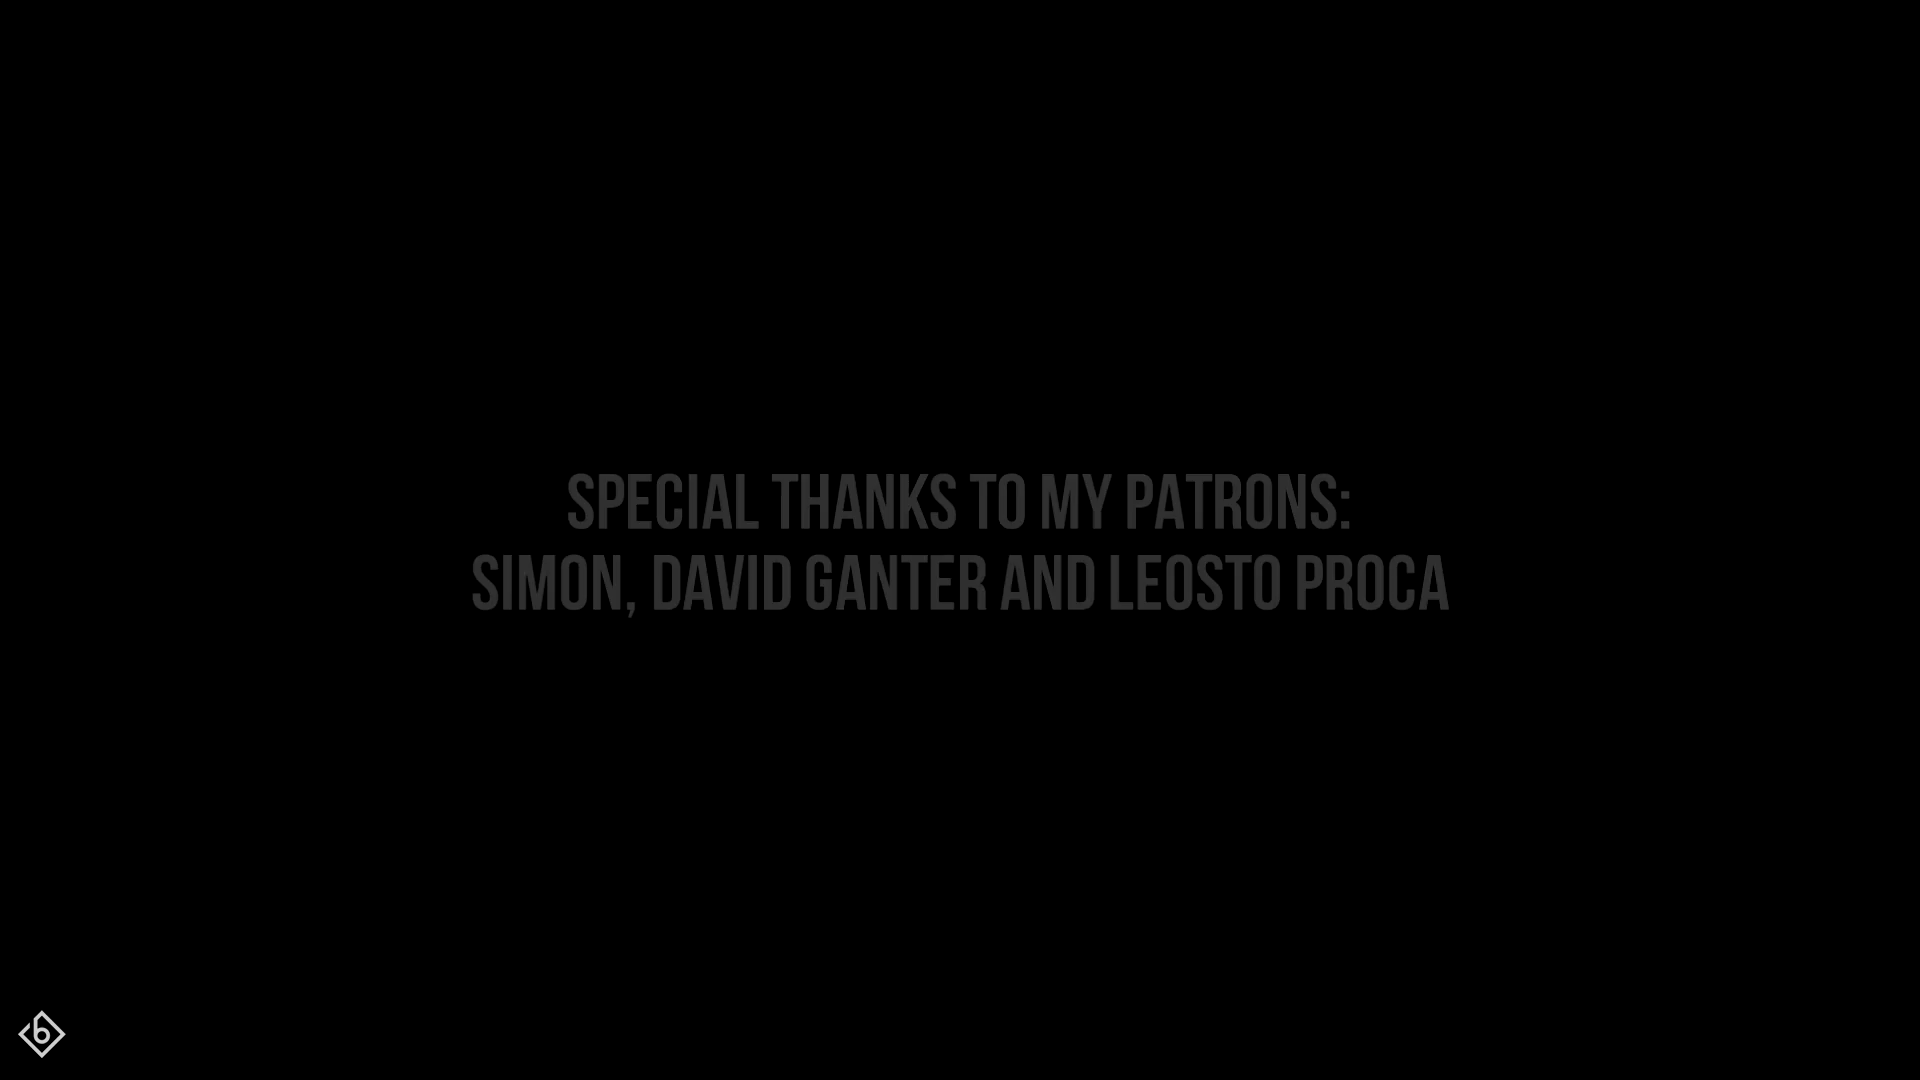 SPECIAL THANKS TO MY PATRONS:
SIMON, DAVID GANTER AND LEOSTO PROCA